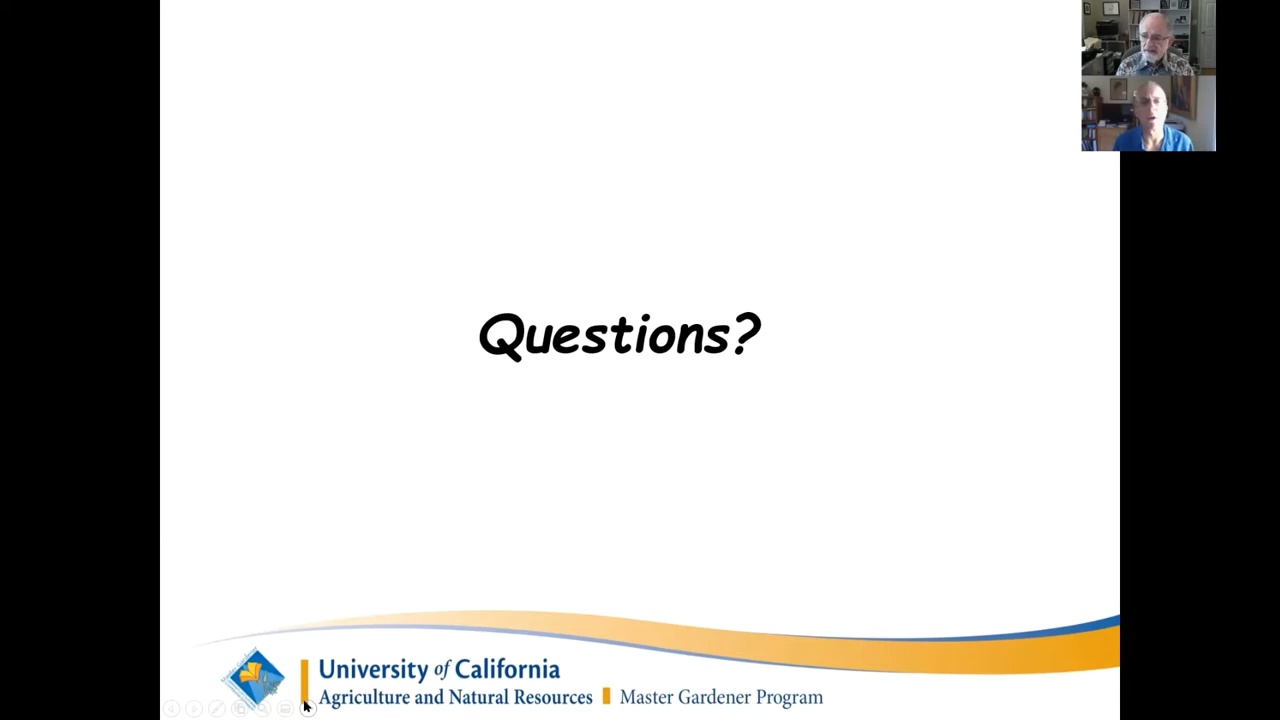 Questions?
University of California
Agriculture and Natural Resources Master Gardener Program